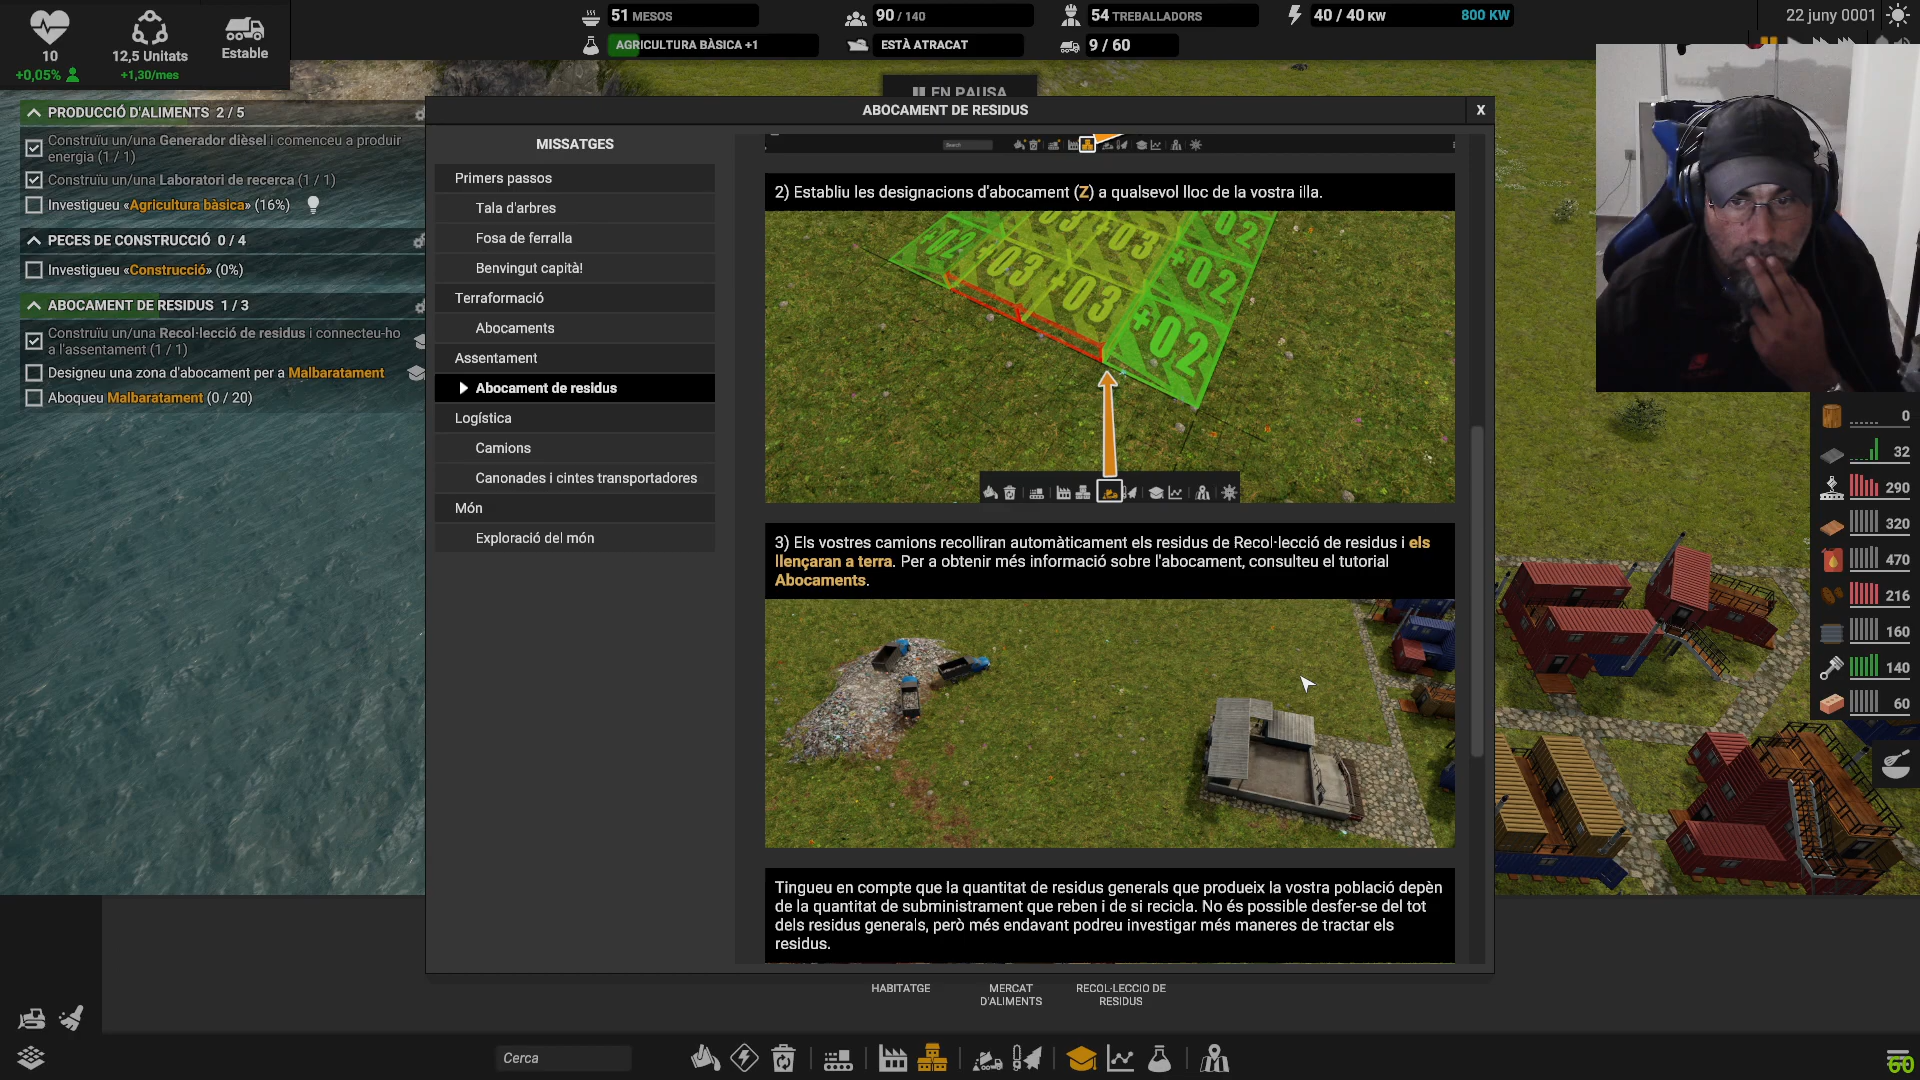 10
+0,05%
12,5 Unitats
+1,30/mes
Estable
51 MESOS
90 / 140
54 TREBALLADORS
40 / 40 KW
800 KW
22 juny 0001
AGRICULTURA BÀSICA +1
ESTÀ ATRACAT
9 / 60
EN PAUSA
PRODUCCIÓ D'ALIMENTS 2 / 5
Construïu un/una Generador dièsel i comenceu a produir
energia (1 / 1)
Construïu un/una Laboratori de recerca (1 / 1)
Investigueu «Agricultura bàsica» (16%)
PECES DE CONSTRUCCIÓ 0 / 4
Investigueu «Construcció» (0%)
ABOCAMENT DE RESIDUS 1 / 3
Construïu un/una Recol·lecció de residus i connecteu-ho
a l'assentament (1 / 1)
Designeu una zona d'abocament per a Malbaratament
Aboqueu Malbaratament (0 / 20)
ABOCAMENT DE RESIDUS
X
MISSATGES
Primers passos
Tala d'arbres
Fosa de ferralla
Benvingut capità!
Terraformació
Abocaments
Assentament
Abocament de residus
Logística
Camions
Canonades i cintes transportadores
Món
Exploració del món
Search
2) Establiu les designacions d'abocament (Z) a qualsevol lloc de la vostra illa.
+02
+03
03
+03
+03
+02
+02
+02
3) Els vostres camions recolliran automàticament els residus de Recol·lecció de residus i els
llençaran a terra. Per a obtenir més informació sobre l'abocament, consulteu el tutorial
Abocaments.
Tingueu en compte que la quantitat de residus generals que produeix la vostra població depèn
de la quantitat de subministrament que reben i de si recicla. No és possible desfer-se del tot
dels residus generals, però més endavant podreu investigar més maneres de tractar els
residus.
0
32
290
320
470
216
160
140
60
HABITATGE
MERCAT
D'ALIMENTS
RECOL·LECCIO DE
RESIDUS
Cerca
60